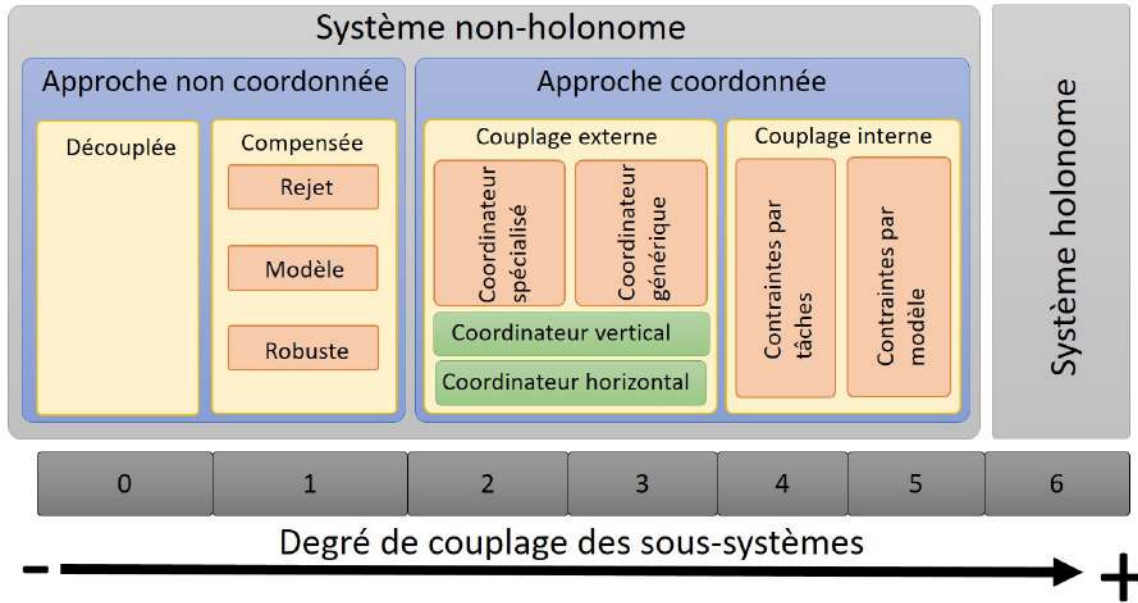 Système non-holonome
Approche non coordonnée
Découplée
Compensée
Rejet
Modèle
Robuste
Approche coordonnée
Couplage externe
Coordinateur
spécialisé
Coordinateur
générique
Coordinateur vertical
Coordinateur horizontal
Couplage interne
Contraintes par
tâches
Contraintes par
modèle
Système holonome
0
1
2
3
4
5
6
Degré de couplage des sous-systèmes
- +